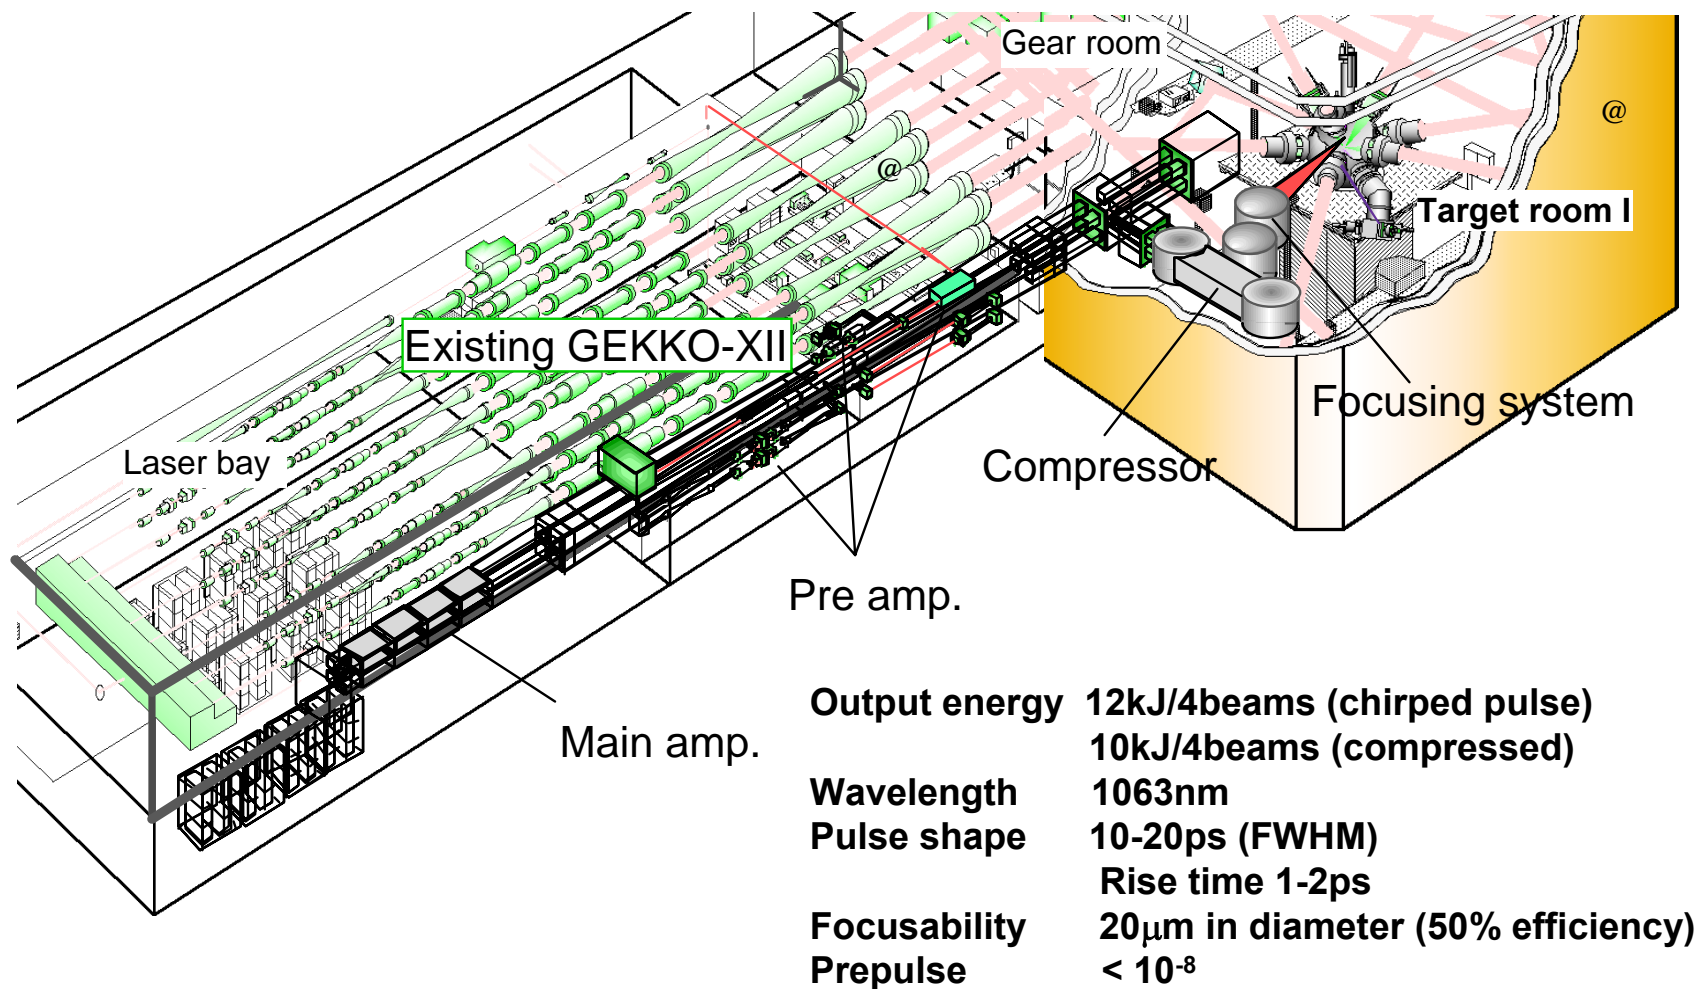 Gear room
@
@
Target room I
Existing GEKKO-XII
Focusing system
Laser bay
Compressor
Pre amp.
Main amp.
Output energy 12kJ/4beams (chirped pulse)
10kJ/4beams (compressed)
Wavelength 1063nm
Pulse shape 10-20ps (FWHM)
Rise time 1-2ps
Focusability 20μm in diameter (50% efficiency)
Prepulse < 10⁻⁸